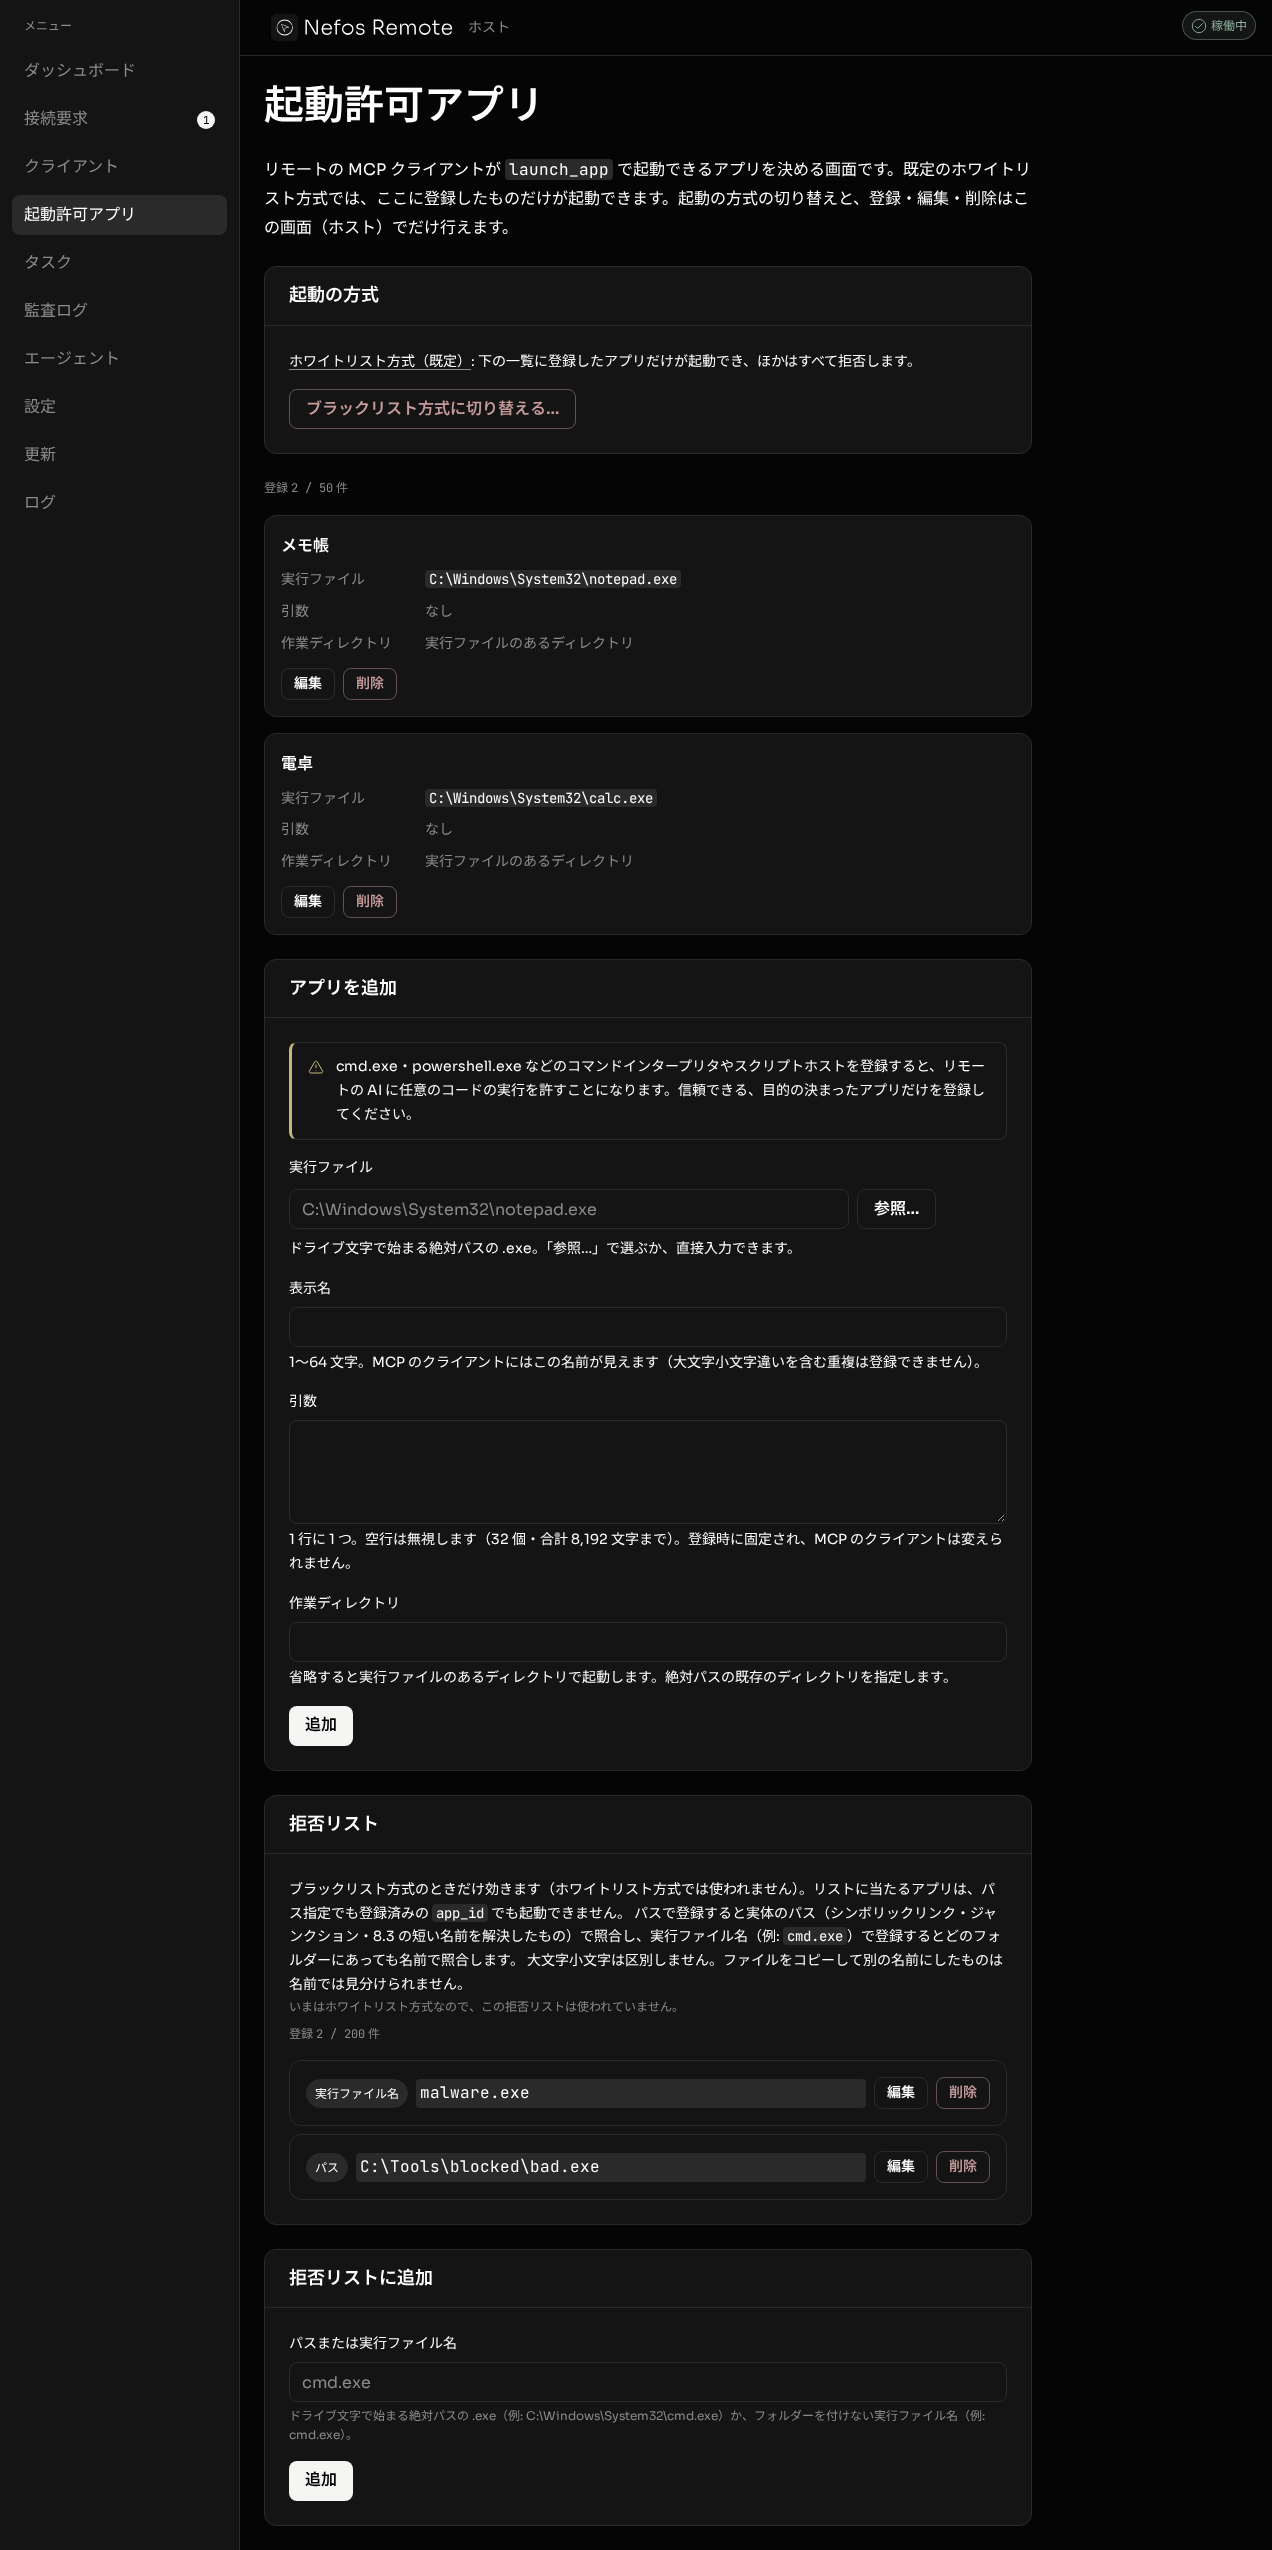 メニュー
ダッシュボード
接続要求 1
クライアント
起動許可アプリ
タスク
監査ログ
エージェント
設定
更新
ログ
Nefos Remote ホスト
稼働中
起動許可アプリ
リモートの MCP クライアントが launch_app で起動できるアプリを決める画面です。既定のホワイトリ
スト方式では、ここに登録したものだけが起動できます。起動の方式の切り替えと、登録・編集・削除はこ
の画面（ホスト）でだけ行えます。
起動の方式
ホワイトリスト方式（既定）: 下の一覧に登録したアプリだけが起動でき、ほかはすべて拒否します。
ブラックリスト方式に切り替える…
登録 2 / 50 件
メモ帳
実行ファイル C:\Windows\System32\notepad.exe
引数 なし
作業ディレクトリ 実行ファイルのあるディレクトリ
編集 削除
電卓
実行ファイル C:\Windows\System32\calc.exe
引数 なし
作業ディレクトリ 実行ファイルのあるディレクトリ
編集 削除
アプリを追加
cmd.exe・powershell.exe などのコマンドインタープリタやスクリプトホストを登録すると、リモー
トの AI に任意のコードの実行を許すことになります。信頼できる、目的の決まったアプリだけを登録し
てください。
実行ファイル
C:\Windows\System32\notepad.exe 参照…
ドライブ文字で始まる絶対パスの .exe。「参照…」で選ぶか、直接入力できます。
表示名
1〜64 文字。MCP のクライアントにはこの名前が見えます（大文字小文字違いを含む重複は登録できません）。
引数
1 行に 1 つ。空行は無視します（32 個・合計 8,192 文字まで）。登録時に固定され、MCP のクライアントは変えら
れません。
作業ディレクトリ
省略すると実行ファイルのあるディレクトリで起動します。絶対パスの既存のディレクトリを指定します。
追加
拒否リスト
ブラックリスト方式のときだけ効きます（ホワイトリスト方式では使われません）。リストに当たるアプリは、パ
ス指定でも登録済みの app_id でも起動できません。 パスで登録すると実体のパス（シンボリックリンク・ジャ
ンクション・8.3 の短い名前を解決したもの）で照合し、実行ファイル名（例: cmd.exe）で登録するとどのフォ
ルダーにあっても名前で照合します。 大文字小文字は区別しません。ファイルをコピーして別の名前にしたものは
名前では見分けられません。
いまはホワイトリスト方式なので、この拒否リストは使われていません。
登録 2 / 200 件
実行ファイル名 malware.exe 編集 削除
パス C:\Tools\blocked\bad.exe 編集 削除
拒否リストに追加
パスまたは実行ファイル名
cmd.exe
ドライブ文字で始まる絶対パスの .exe（例: C:\Windows\System32\cmd.exe）か、フォルダーを付けない実行ファイル名（例:
cmd.exe）。
追加